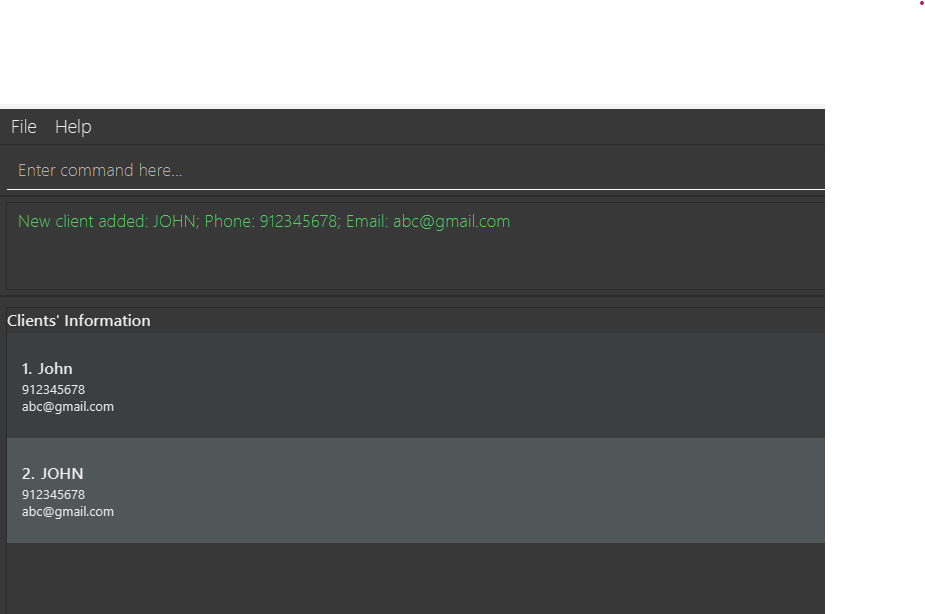 File Help
Enter command here...
New client added: JOHN; Phone: 912345678; Email: abc@gmail.com
Clients' Information
1. John
912345678
abc@gmail.com
2. JOHN
912345678
abc@gmail.com